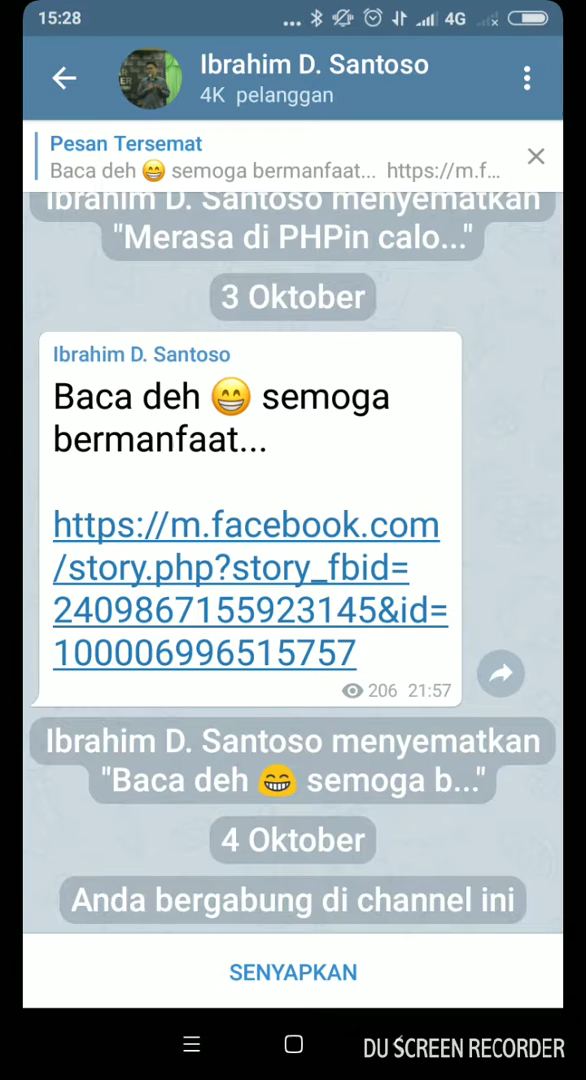 15:28
4G
Ibrahim D. Santoso
4K pelanggan
Pesan Tersemat
Baca deh 😁 semoga bermanfaat... https://m.f...
Ibrahim D. Santoso menyematkan
"Merasa di PHPin calo..."
3 Oktober
Ibrahim D. Santoso
Baca deh 😁 semoga
bermanfaat...
https://m.facebook.com
/story.php?story_fbid=
2409867155923145&id=
100006996515757
206 21:57
Ibrahim D. Santoso menyematkan
"Baca deh 😁 semoga b..."
4 Oktober
Anda bergabung di channel ini
SENYAPKAN
DU SCREEN RECORDER